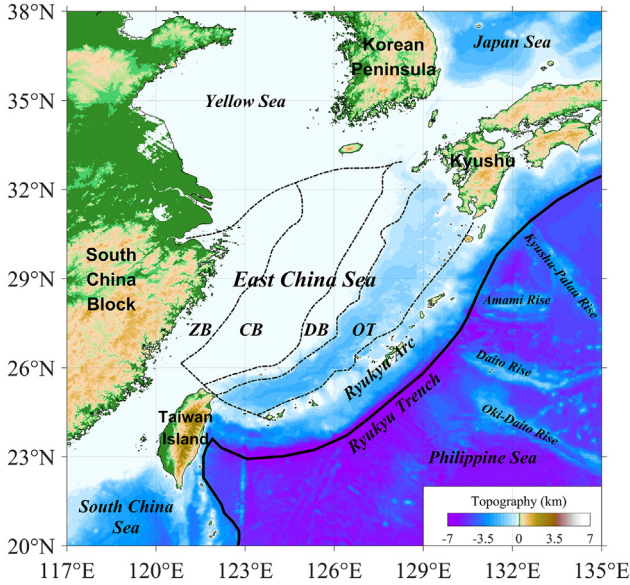 38°N
35°N
32°N
29°N
26°N
23°N
20°N
117°E
120°E
123°E
126°E
129°E
132°E
135°E
Korean
Peninsula
Japan Sea
Yellow Sea
Kyushu
South
China
Block
East China Sea
Kyushu-Palau Rise
Amami Rise
ZB
CB
DB
OT
Ryukyu Arc
Daito Rise
Taiwan
Island
Ryukyu Trench
Oki-Daito Rise
Philippine Sea
South China
Sea
Topography (km)
-7
-3.5
0
3.5
7